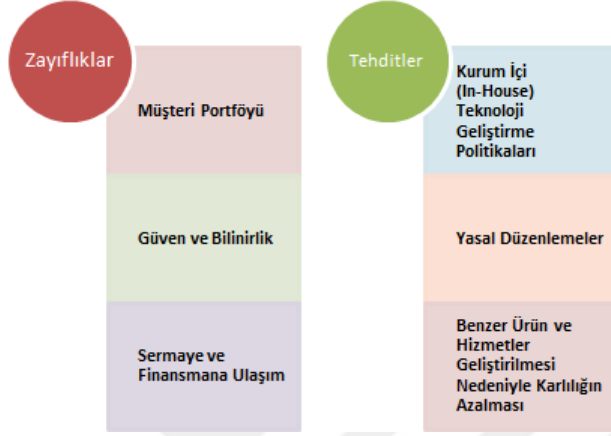 Zayıflıklar
Müşteri Portföyü
Güven ve Bilinirlik
Sermaye ve
Finansmana Ulaşım
Tehditler
Kurum İçi
(In-House)
Teknoloji
Geliştirme
Politikaları
Yasal Düzenlemeler
Benzer Ürün ve
Hizmetler
Geliştirilmesi
Nedeniyle Karlılığın
Azalması